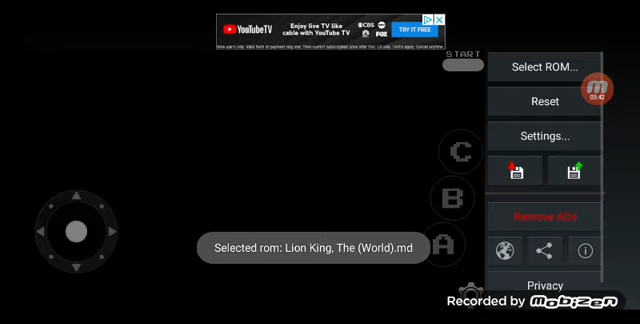 YouTubeTV
Enjoy live TV like
cable with YouTube TV
CBS
FOX
TRY IT FREE
START
Select ROM...
03:42
Reset
Settings...
C
B
A
Remove ADs
Selected rom: Lion King, The (World).md
Privacy
Recorded by Mobizen